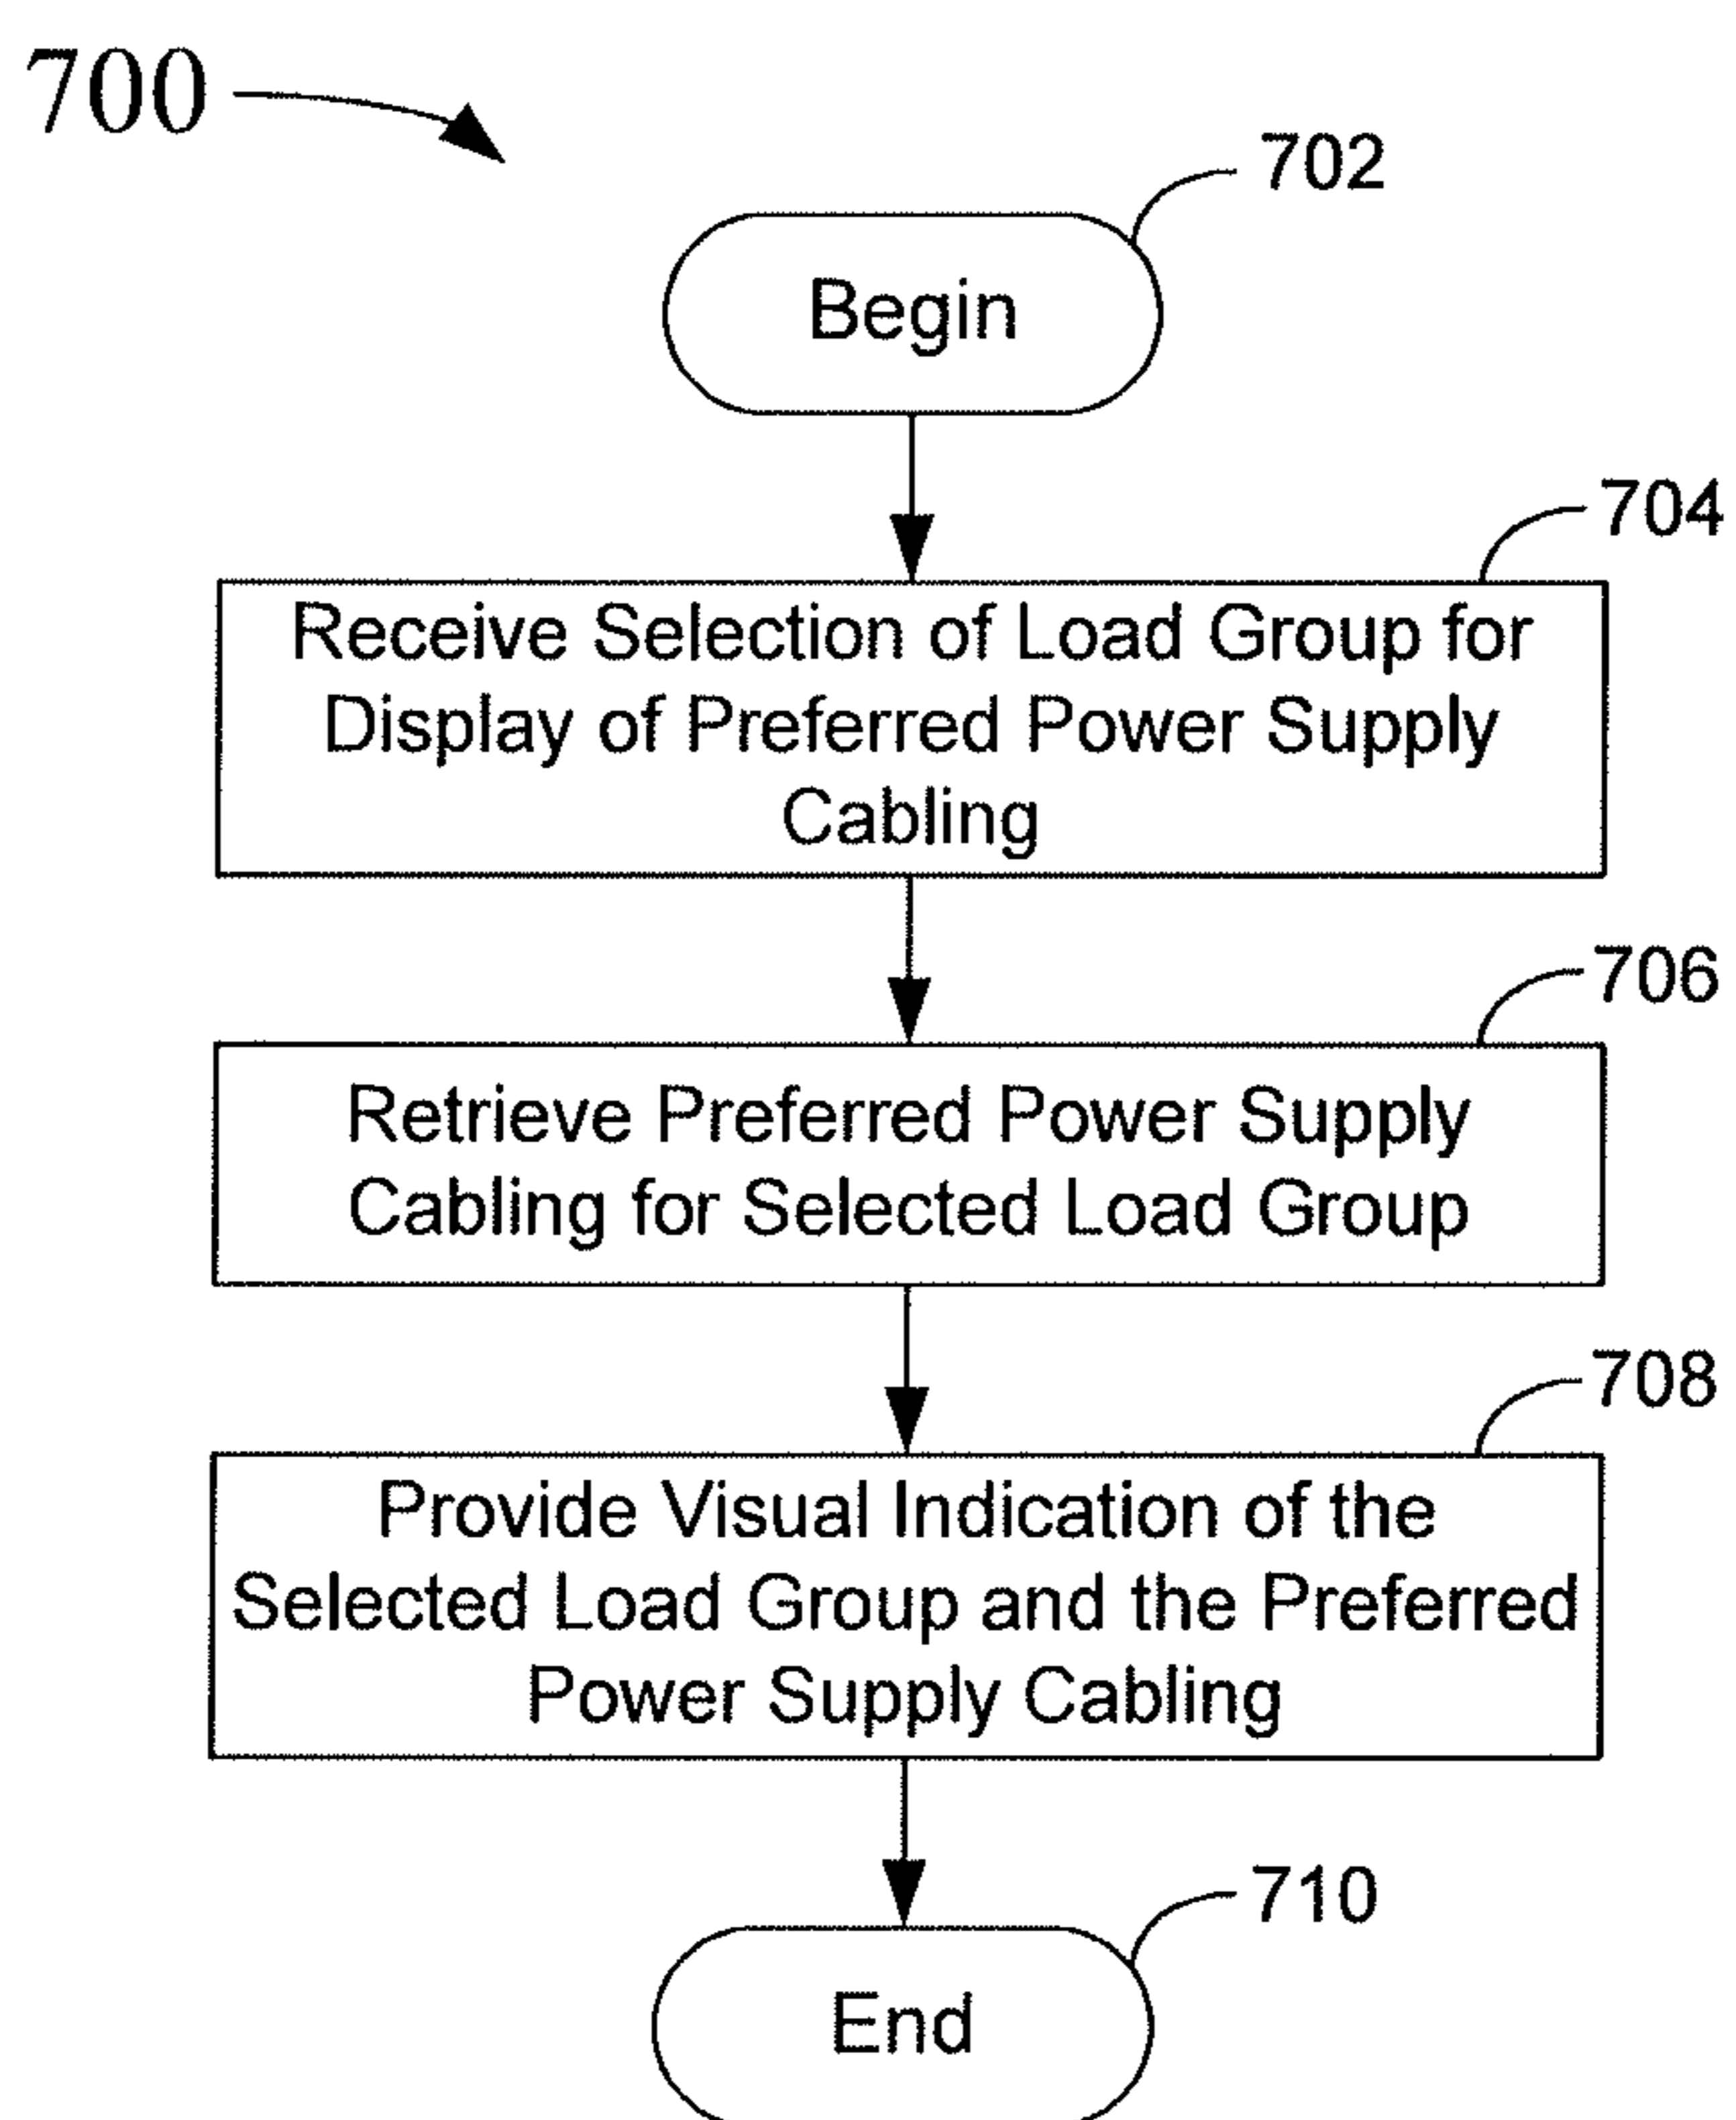 700
702
Begin
704
Receive Selection of Load Group for
Display of Preferred Power Supply
Cabling
706
Retrieve Preferred Power Supply
Cabling for Selected Load Group
708
Provide Visual Indication of the
Selected Load Group and the Preferred
Power Supply Cabling
710
End